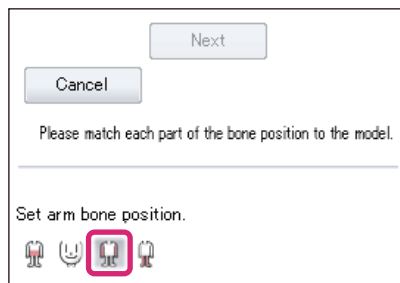 Next
Cancel
Please match each part of the bone position to the model.
Set arm bone position.